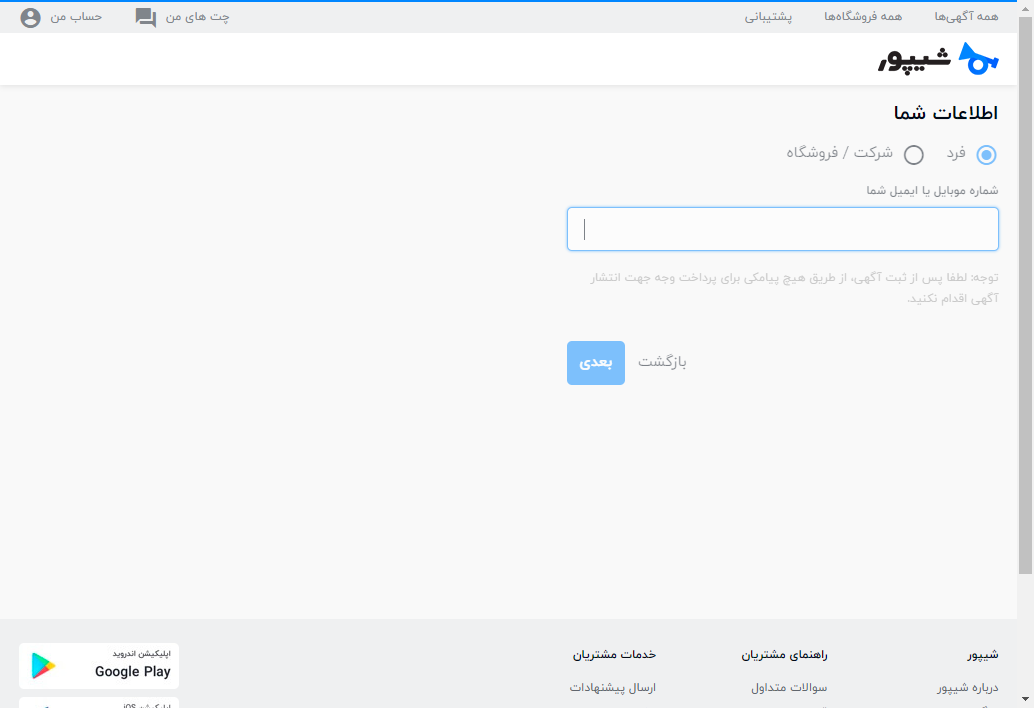 همه آگهی‌ها همه فروشگاه‌ها پشتیبانی چت های من حساب من
شیپور
اطلاعات شما
فرد شرکت / فروشگاه
شماره موبایل یا ایمیل شما
توجه: لطفا پس از ثبت آگهی، از طریق هیچ پیامکی برای پرداخت وجه جهت انتشار
آگهی اقدام نکنید.
بازگشت بعدی
شیپور راهنمای مشتریان خدمات مشتریان
درباره شیپور سوالات متداول ارسال پیشنهادات
اپلیکیشن اندروید
Google Play
اپلیکیشن iOS